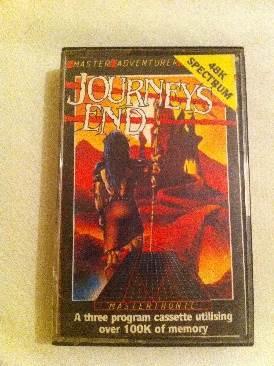 MASTER ADVENTURER
48K
SPECTRUM
JOURNEYS
END
MASTERTRONIC
A three program cassette utilising
over 100K of memory